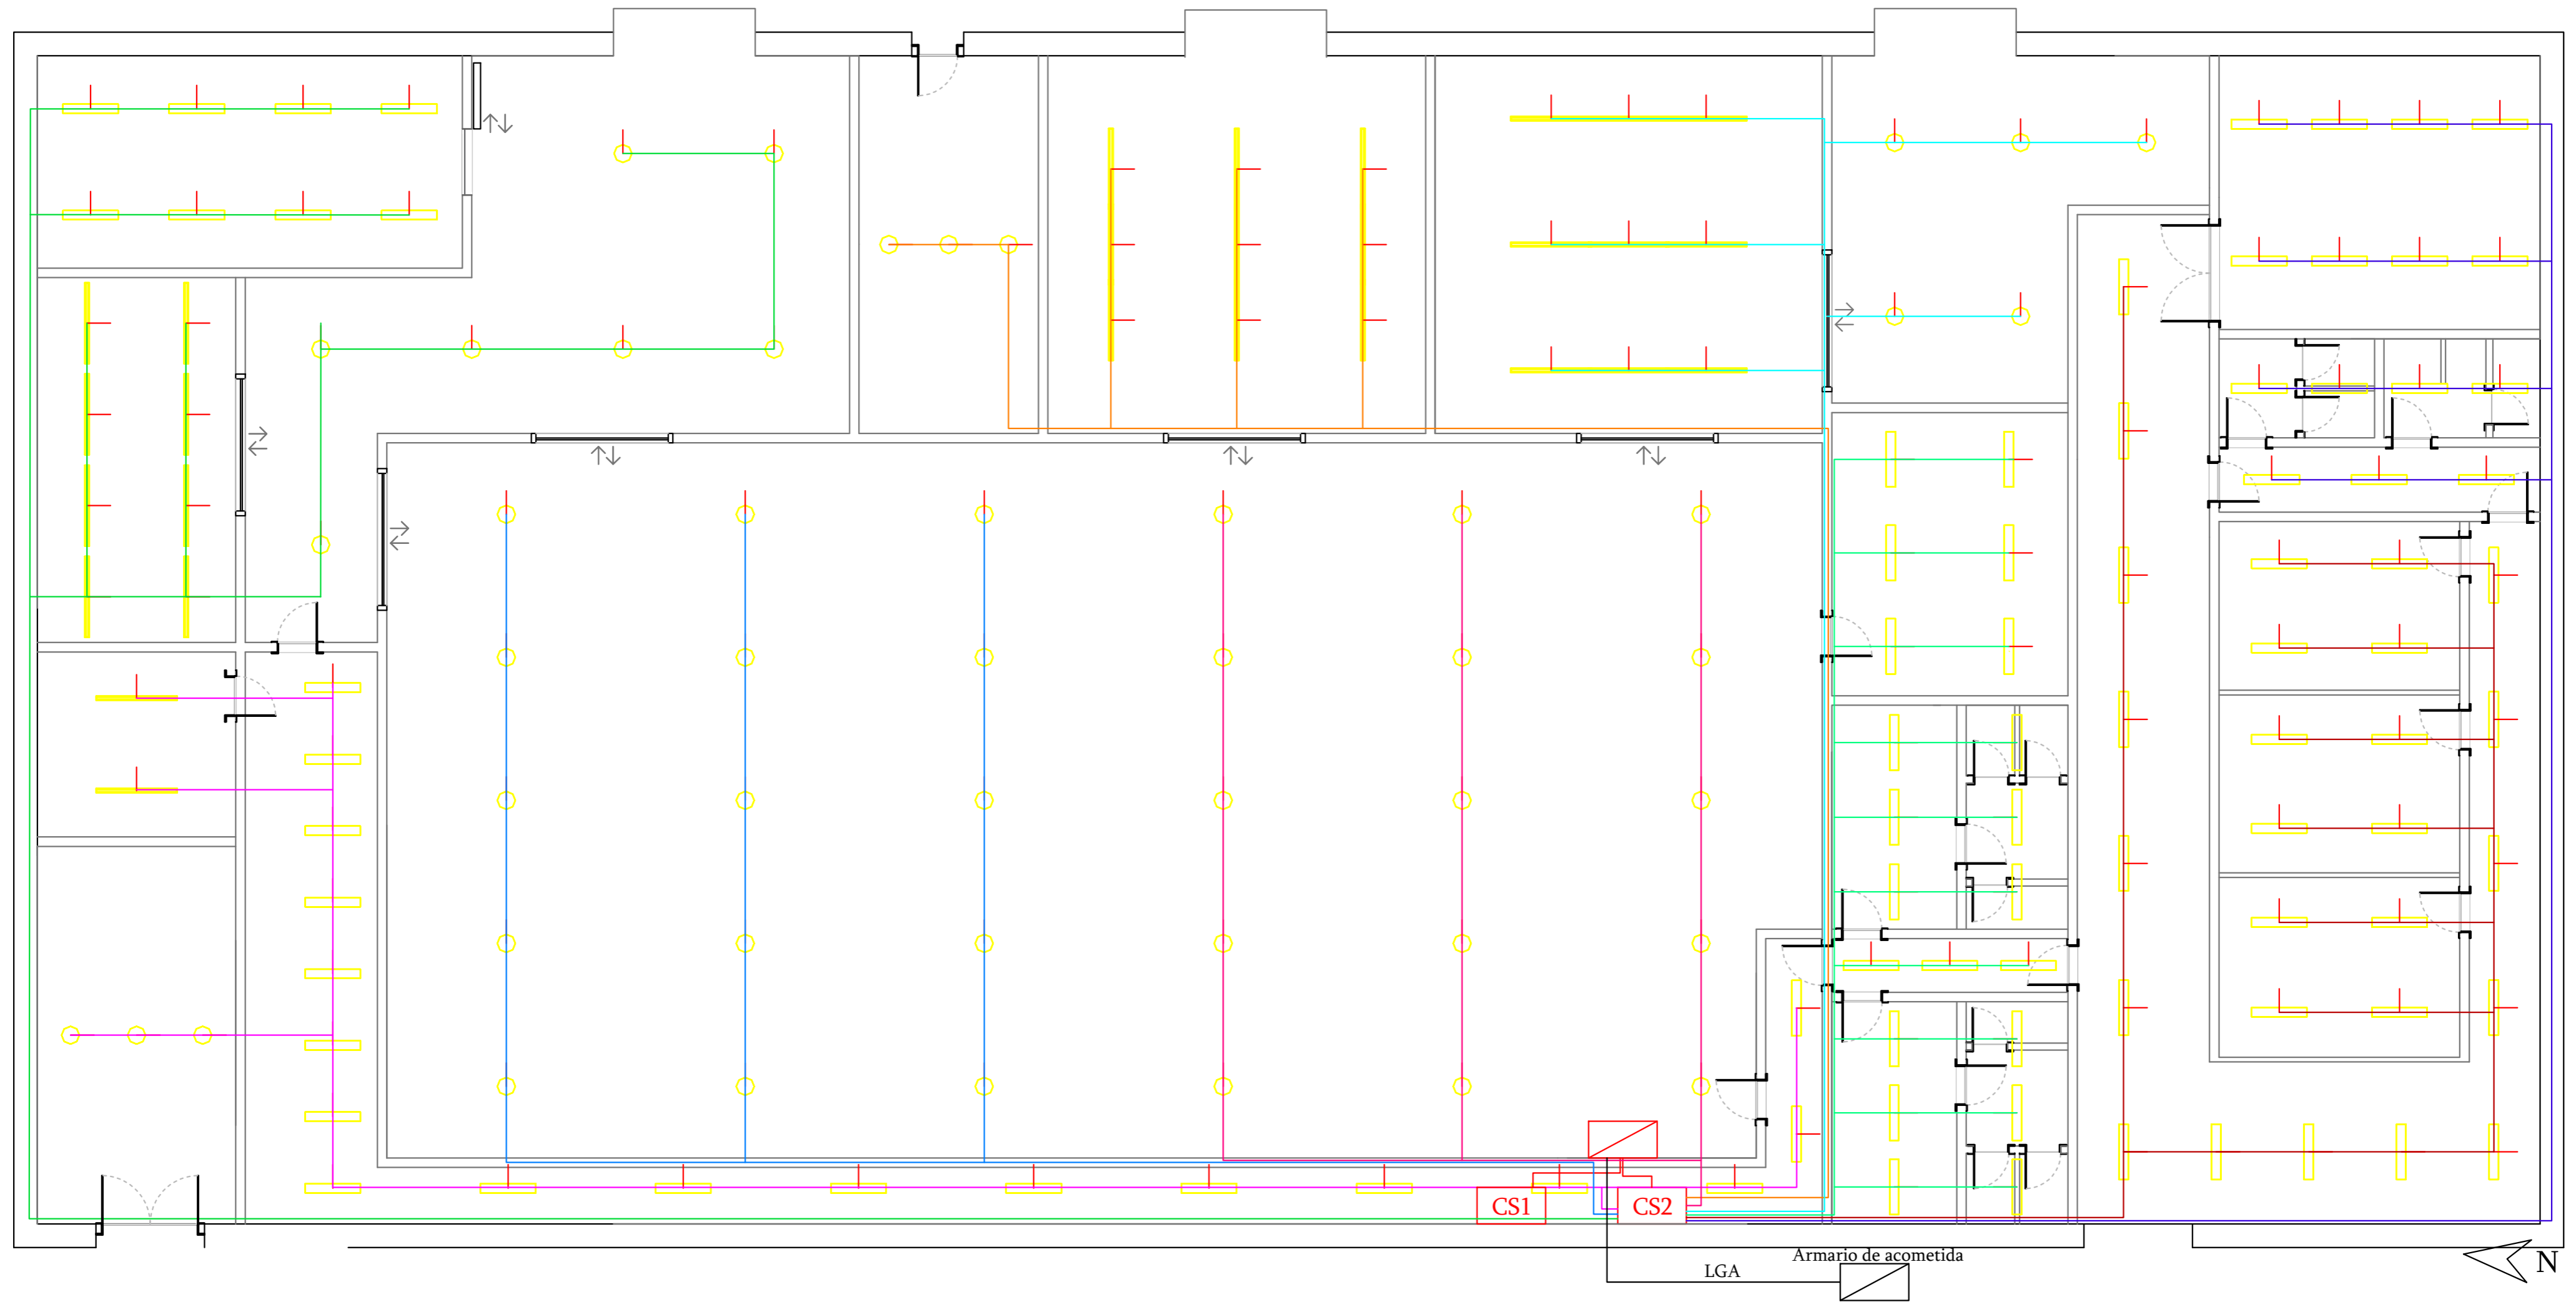 CS1
CS2
Armario de acometida
N
LGA